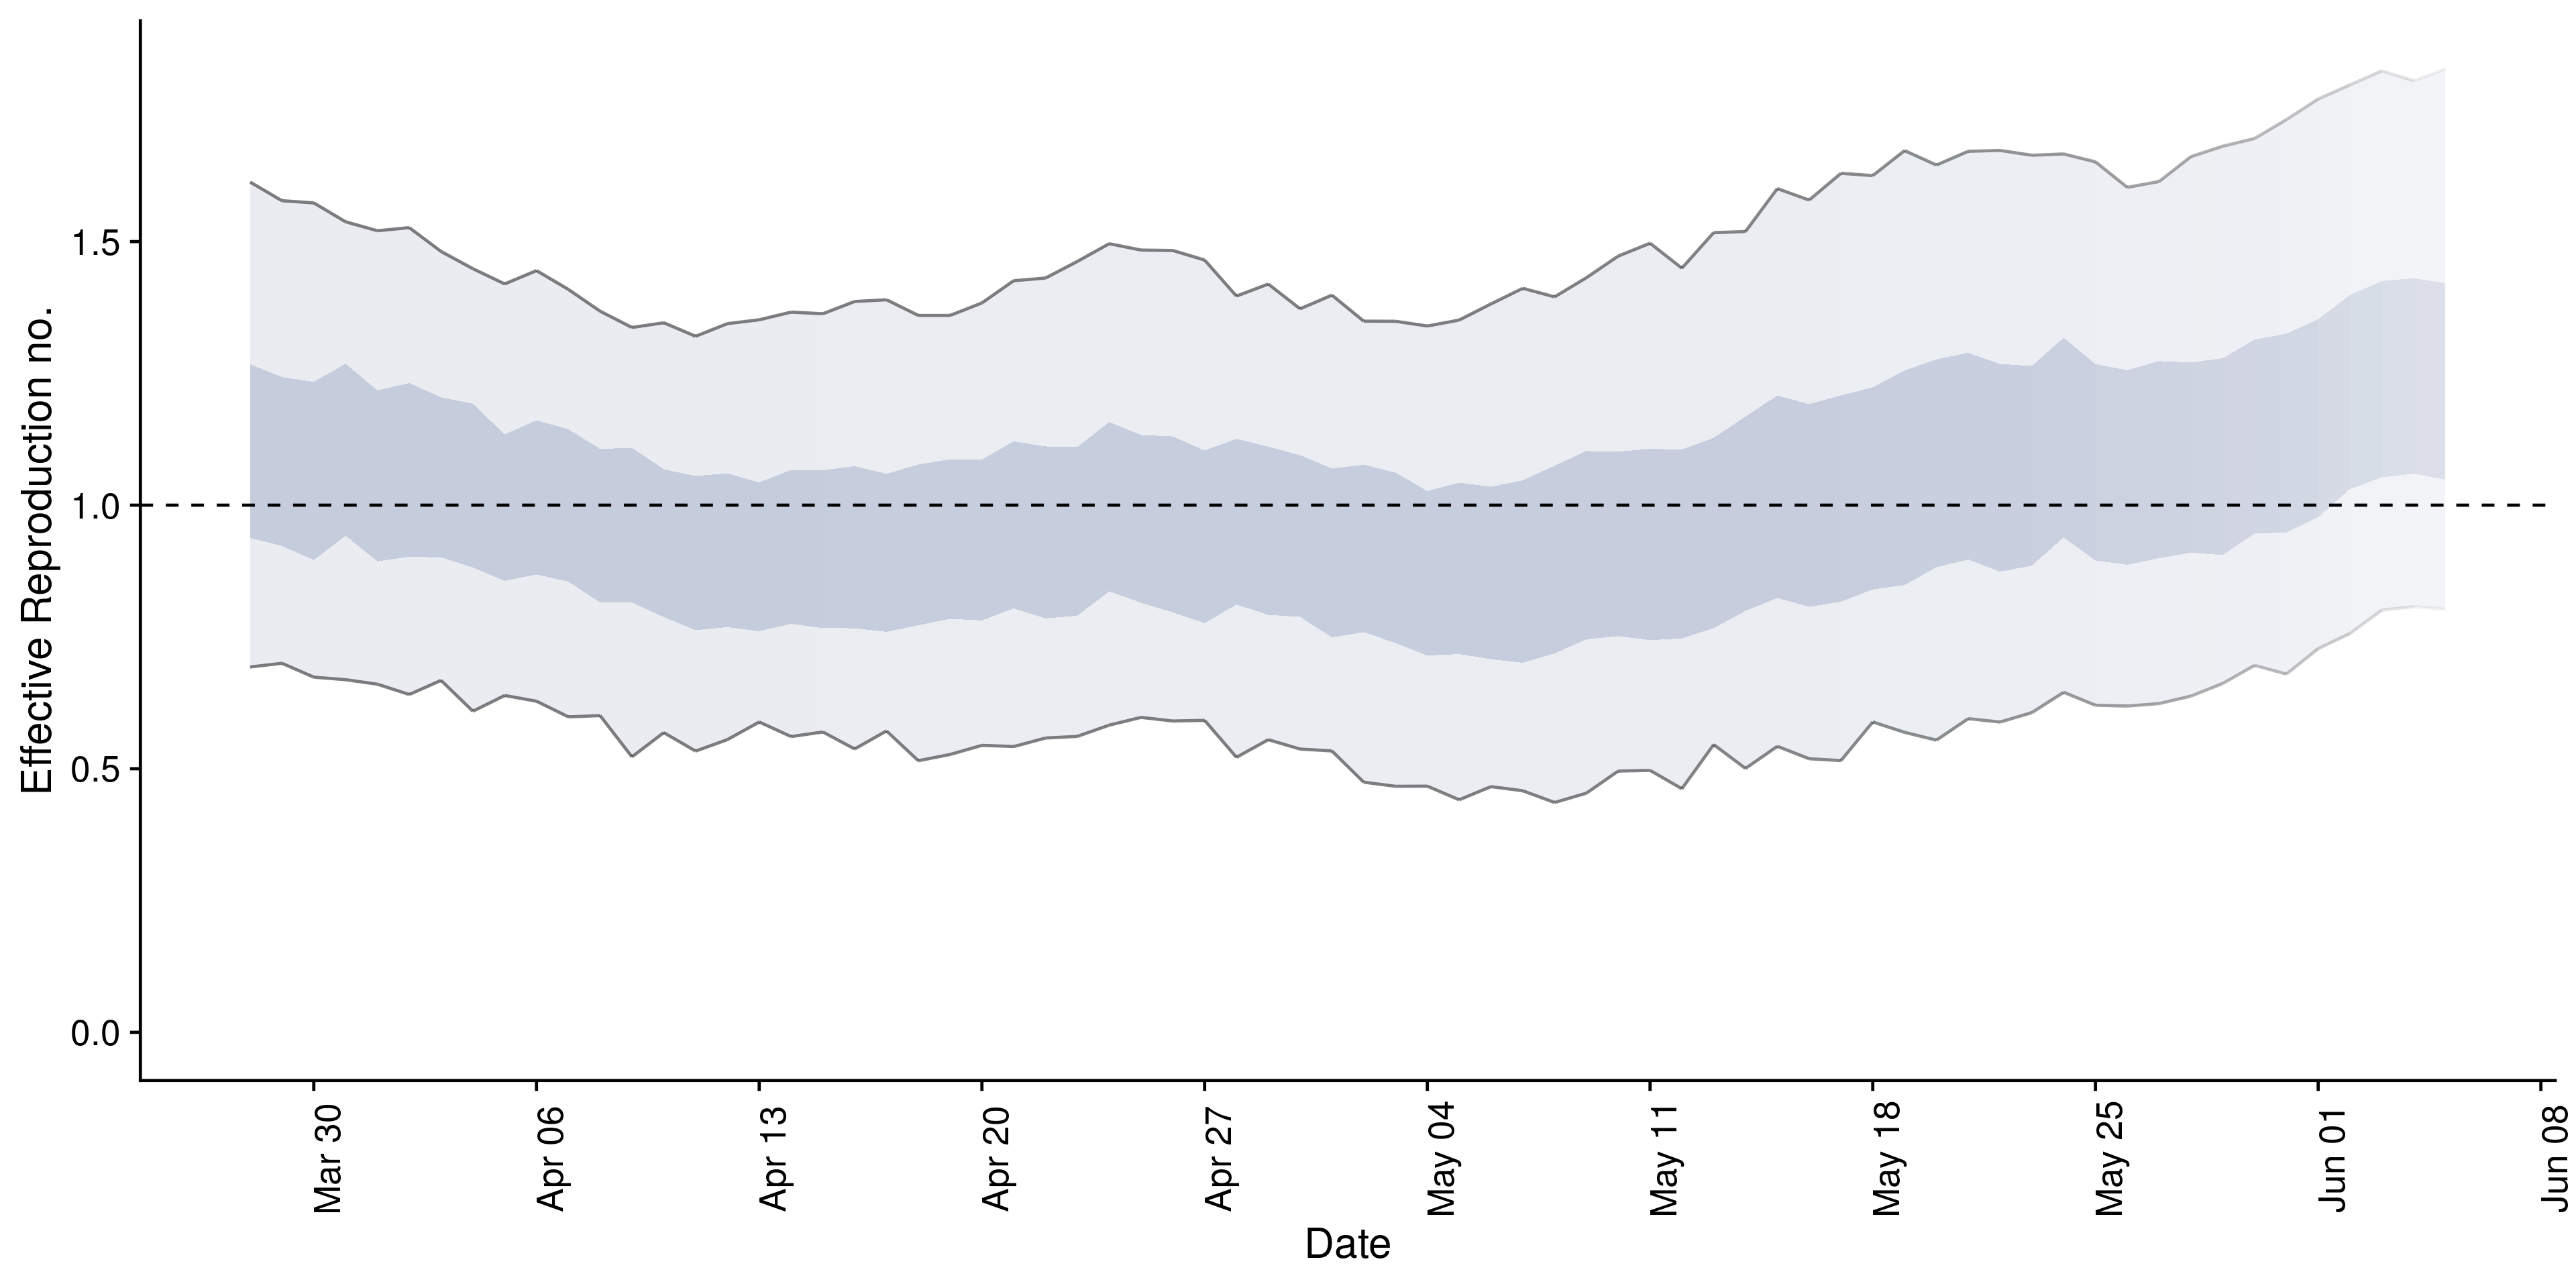 Effective Reproduction no.
1.5
1.0
0.5
0.0
Mar 30
Apr 06
Apr 13
Apr 20
Apr 27
May 04
May 11
May 18
May 25
Jun 01
Jun 08
Date